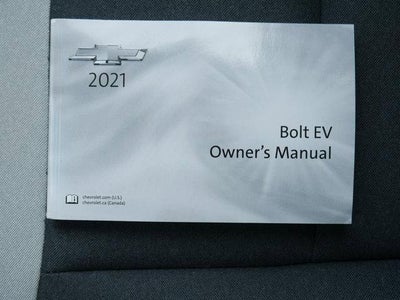 2021
Bolt EV
Owner's Manual
chevrolet.com (U.S.)
chevrolet.ca (Canada)